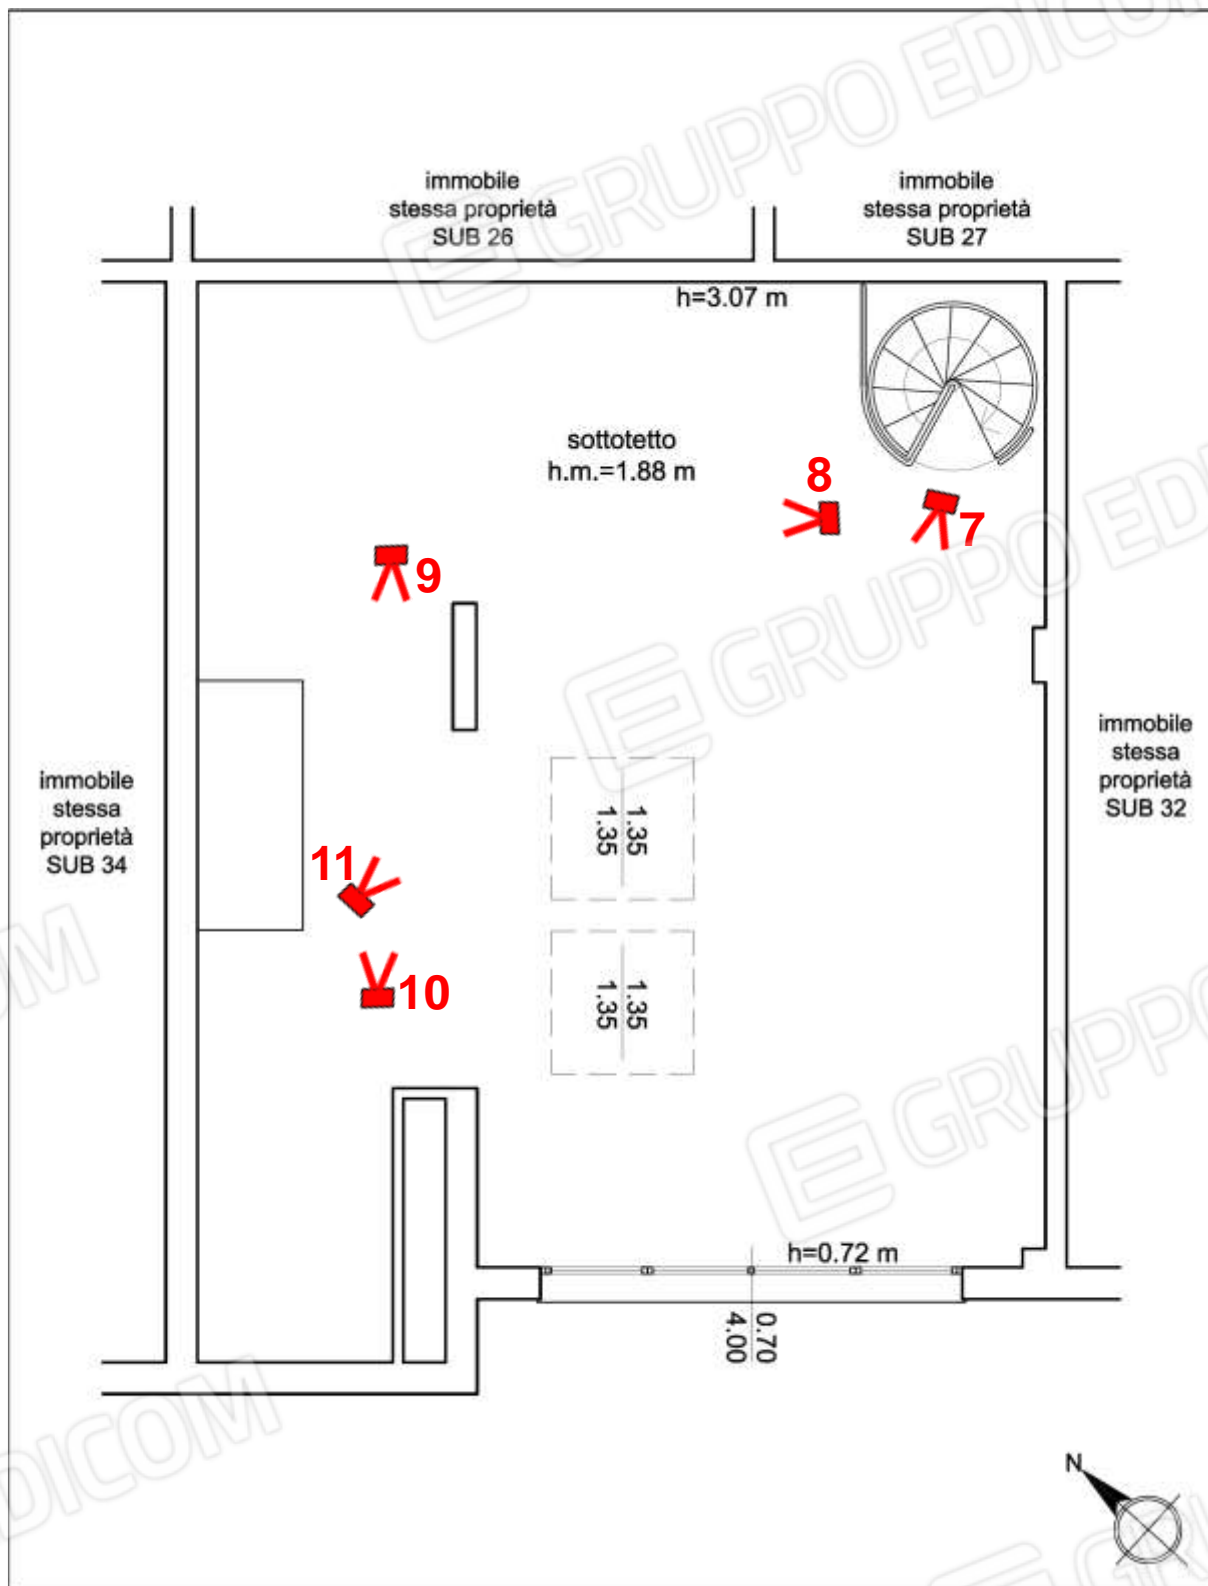 GRUPPO EDICOM
immobile
stessa proprietà
SUB 26
immobile
stessa proprietà
SUB 27
h=3.07 m
sottotetto
h.m.=1.88 m
8
7
9
GRUPPO EDICOM
immobile
stessa
proprietà
SUB 32
immobile
stessa
proprietà
SUB 34
1.35
1.35
11
10
1.35
1.35
EDICOM
GRUPPO
h=0.72 m
0.70
4.00
EDICOM
N
GRU